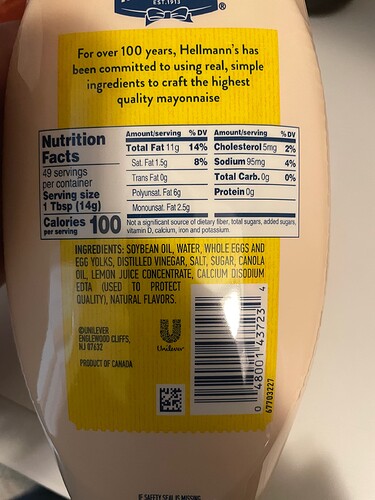 EST.1913
®
For over 100 years, Hellmann's has
been committed to using real, simple
ingredients to craft the highest
quality mayonnaise
Nutrition
Facts
49 servings
per container
Serving size
1 Tbsp (14g)
Calories 100
per serving
Amount/serving % DV
Total Fat 11g 14%
Sat. Fat 1.5g 8%
Trans Fat 0g
Polyunsat. Fat 6g
Monounsat. Fat 2.5g
Amount/serving % DV
Cholesterol 5mg 2%
Sodium 95mg 4%
Total Carb. 0g 0%
Protein 0g
Not a significant source of dietary fiber, total sugars, added sugars,
vitamin D, calcium, iron and potassium.
INGREDIENTS: SOYBEAN OIL, WATER, WHOLE EGGS AND
EGG YOLKS, DISTILLED VINEGAR, SALT, SUGAR, CANOLA
OIL, LEMON JUICE CONCENTRATE, CALCIUM DISODIUM
EDTA (USED TO PROTECT
QUALITY), NATURAL FLAVORS.
©UNILEVER
ENGLEWOOD CLIFFS,
NJ 07632
PRODUCT OF CANADA
Unilever
0 48001 43723 4
67703227
IF SAFETY SEAL IS MISSING